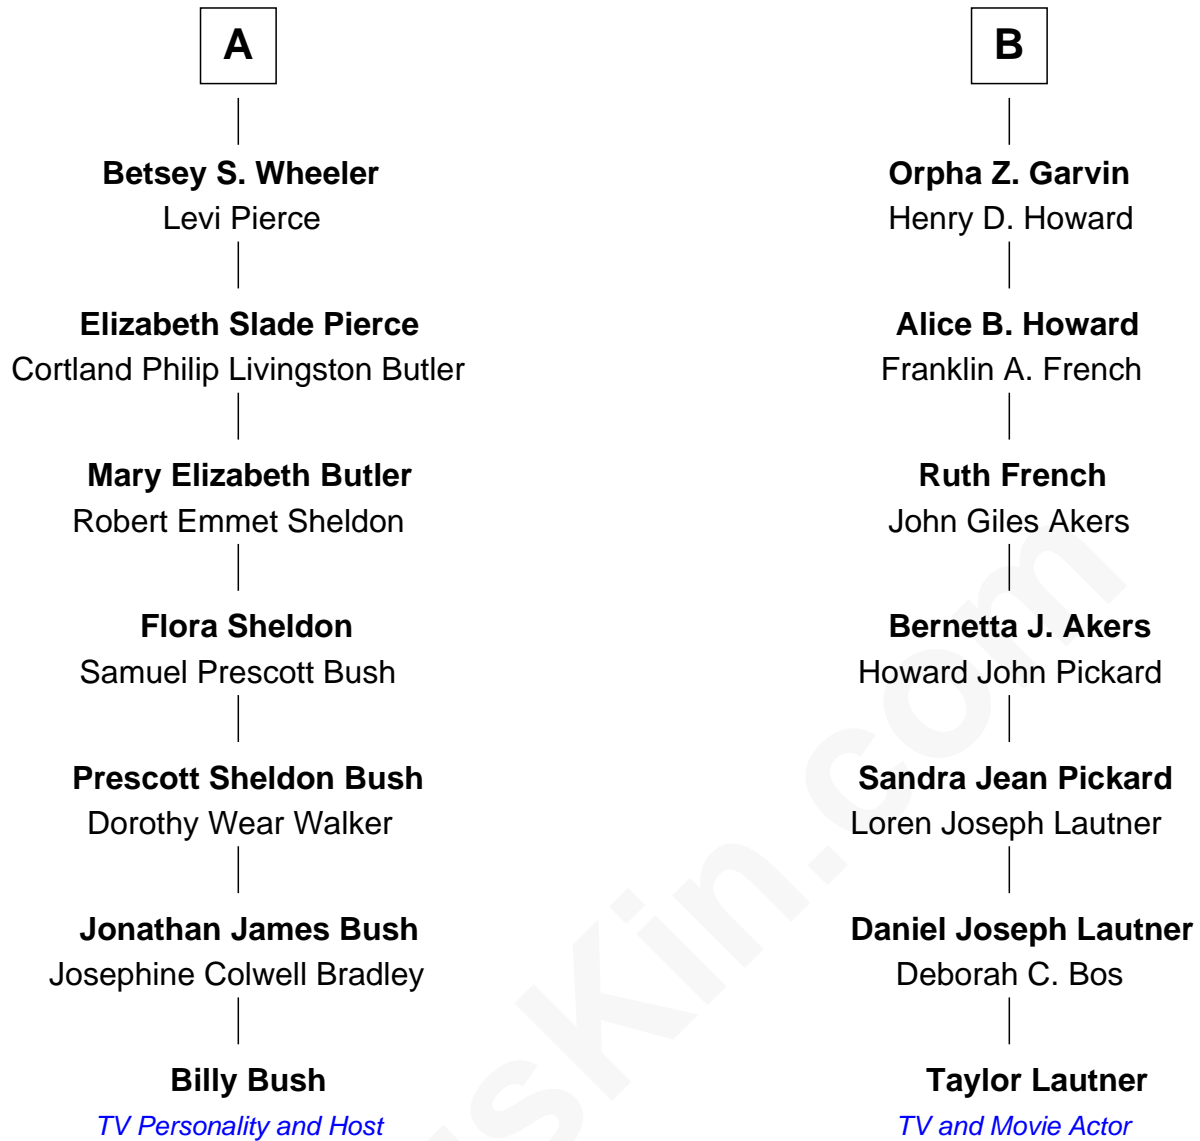 A
Betsey S. Wheeler
Levi Pierce
Elizabeth Slade Pierce
Cortland Philip Livingston Butler
Mary Elizabeth Butler
Robert Emmet Sheldon
Flora Sheldon
Samuel Prescott Bush
Prescott Sheldon Bush
Dorothy Wear Walker
Jonathan James Bush
Josephine Colwell Bradley
Billy Bush
TV Personality and Host
B
Orpha Z. Garvin
Henry D. Howard
Alice B. Howard
Franklin A. French
Ruth French
John Giles Akers
Bernetta J. Akers
Howard John Pickard
Sandra Jean Pickard
Loren Joseph Lautner
Daniel Joseph Lautner
Deborah C. Bos
Taylor Lautner
TV and Movie Actor
usKin.com